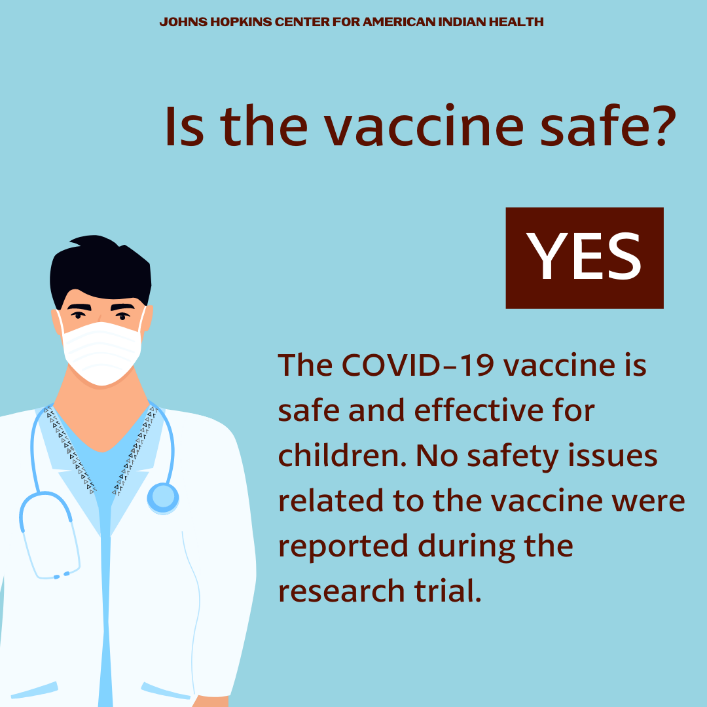 JOHNS HOPKINS CENTER FOR AMERICAN INDIAN HEALTH
Is the vaccine safe?
YES
The COVID-19 vaccine is
safe and effective for
children. No safety issues
related to the vaccine were
reported during the
research trial.